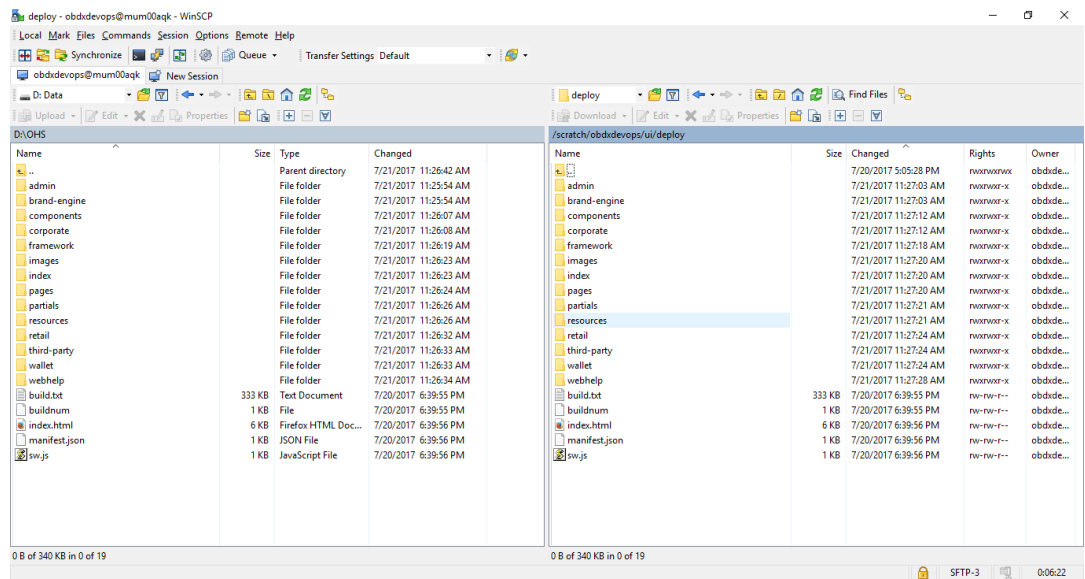 deploy - obdxdevops@mum00aqk - WinSCP
Local Mark Files Commands Session Options Remote Help
Synchronize Queue Transfer Settings Default
obdxdevops@mum00aqk New Session
D: Data deploy Find Files
Upload Edit Properties Download Edit Properties
D:\OHS /scratch/obdxdevops/ui/deploy
Name Size Type Changed Name Size Changed Rights Owner
.. Parent directory 7/21/2017 11:26:42 AM .. 7/20/2017 5:05:28 PM rwxrwxrwx obdxde...
admin File folder 7/21/2017 11:25:54 AM admin 7/21/2017 11:27:03 AM rwxrwxr-x obdxde...
brand-engine File folder 7/21/2017 11:25:54 AM brand-engine 7/21/2017 11:27:03 AM rwxrwxr-x obdxde...
components File folder 7/21/2017 11:26:07 AM components 7/21/2017 11:27:12 AM rwxrwxr-x obdxde...
corporate File folder 7/21/2017 11:26:08 AM corporate 7/21/2017 11:27:12 AM rwxrwxr-x obdxde...
framework File folder 7/21/2017 11:26:19 AM framework 7/21/2017 11:27:18 AM rwxrwxr-x obdxde...
images File folder 7/21/2017 11:26:23 AM images 7/21/2017 11:27:20 AM rwxrwxr-x obdxde...
index File folder 7/21/2017 11:26:23 AM index 7/21/2017 11:27:20 AM rwxrwxr-x obdxde...
pages File folder 7/21/2017 11:26:24 AM pages 7/21/2017 11:27:20 AM rwxrwxr-x obdxde...
partials File folder 7/21/2017 11:26:26 AM partials 7/21/2017 11:27:21 AM rwxrwxr-x obdxde...
resources File folder 7/21/2017 11:26:26 AM resources 7/21/2017 11:27:21 AM rwxrwxr-x obdxde...
retail File folder 7/21/2017 11:26:32 AM retail 7/21/2017 11:27:24 AM rwxrwxr-x obdxde...
third-party File folder 7/21/2017 11:26:33 AM third-party 7/21/2017 11:27:24 AM rwxrwxr-x obdxde...
wallet File folder 7/21/2017 11:26:33 AM wallet 7/21/2017 11:27:24 AM rwxrwxr-x obdxde...
webhelp File folder 7/21/2017 11:26:34 AM webhelp 7/21/2017 11:27:28 AM rwxrwxr-x obdxde...
build.txt 333 KB Text Document 7/20/2017 6:39:55 PM build.txt 333 KB 7/20/2017 6:39:55 PM rw-rw-r-- obdxde...
buildnum 1 KB File 7/20/2017 6:39:55 PM buildnum 1 KB 7/20/2017 6:39:55 PM rw-rw-r-- obdxde...
index.html 6 KB Firefox HTML Doc... 7/20/2017 6:39:56 PM index.html 6 KB 7/20/2017 6:39:56 PM rw-rw-r-- obdxde...
manifest.json 1 KB JSON File 7/20/2017 6:39:56 PM manifest.json 1 KB 7/20/2017 6:39:56 PM rw-rw-r-- obdxde...
sw.js 1 KB JavaScript File 7/20/2017 6:39:56 PM sw.js 1 KB 7/20/2017 6:39:56 PM rw-rw-r-- obdxde...
0 B of 340 KB in 0 of 19 0 B of 340 KB in 0 of 19
SFTP-3 0:06:22